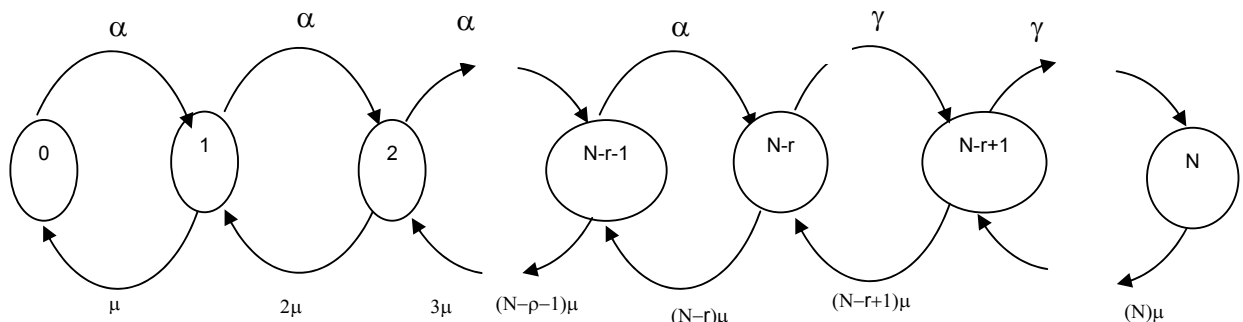 α α α α γ γ
0 1 2 N-r-1 N-r N-r+1 N
μ 2μ 3μ (N−ρ−1)μ (N−r)μ (N−r+1)μ (N)μ